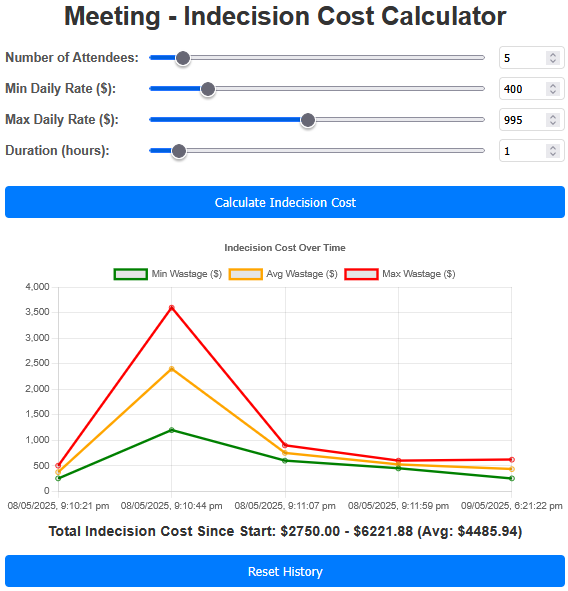 Meeting - Indecision Cost Calculator
Number of Attendees: 5
Min Daily Rate ($): 400
Max Daily Rate ($): 995
Duration (hours): 1
Calculate Indecision Cost
Indecision Cost Over Time
Min Wastage ($) Avg Wastage ($) Max Wastage ($)
4,000
3,500
3,000
2,500
2,000
1,500
1,000
500
0
08/05/2025, 9:10:21 pm 08/05/2025, 9:10:44 pm 08/05/2025, 9:11:07 pm 08/05/2025, 9:11:59 pm 09/05/2025, 6:21:22 pm
Total Indecision Cost Since Start: $2750.00 - $6221.88 (Avg: $4485.94)
Reset History